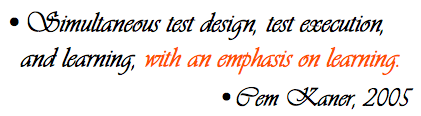 • Simultaneous test design, test execution,
and learning, with an emphasis on learning.
• Cem Kaner, 2005